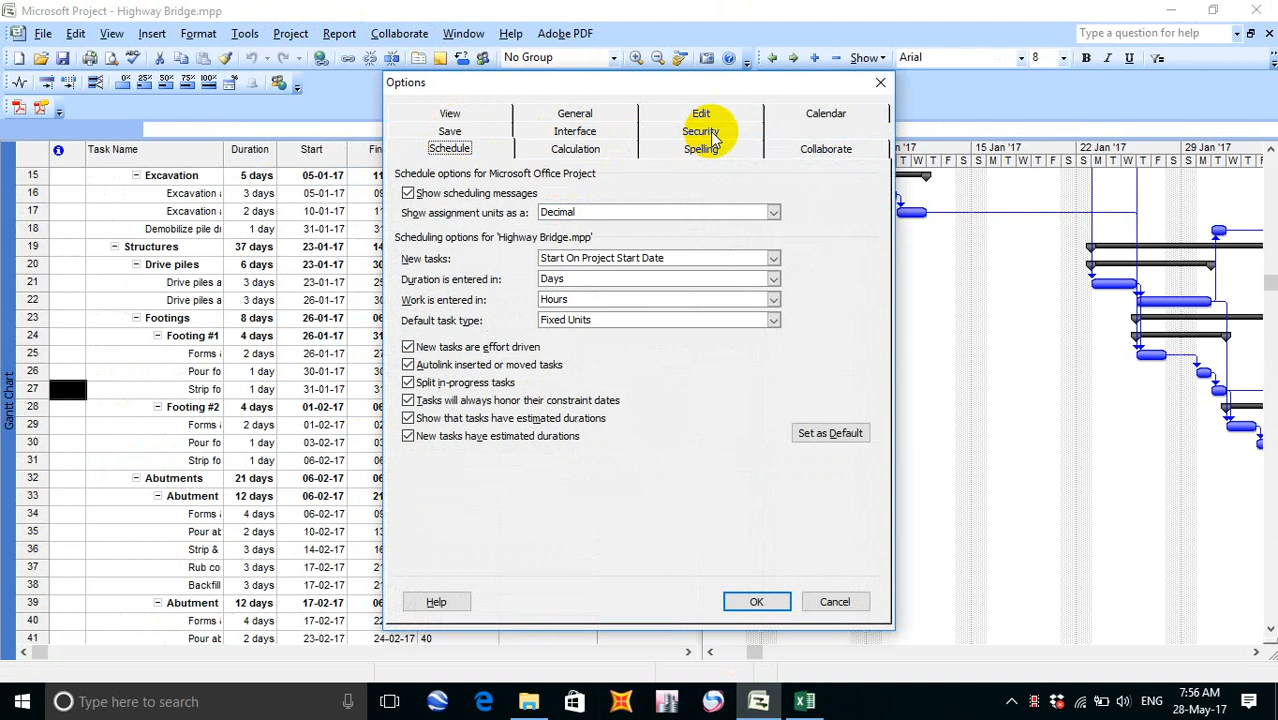 Microsoft Project - Highway Bridge.mpp
File Edit View Insert Format Tools Project Report Collaborate Window Help Adobe PDF
Type a question for help
No Group
Show
Arial
8
0% 25% 50% 75% 100%
Options
View General Edit Calendar
Save Interface Security
Schedule Calculation Spelling Collaborate
Schedule options for Microsoft Office Project
Show scheduling messages
Show assignment units as a: Decimal
Scheduling options for 'Highway Bridge.mpp'
New tasks: Start On Project Start Date
Duration is entered in: Days
Work is entered in: Hours
Default task type: Fixed Units
New tasks are effort driven
Autolink inserted or moved tasks
Split in-progress tasks
Tasks will always honor their constraint dates
Show that tasks have estimated durations
New tasks have estimated durations
Set as Default
Help OK Cancel
Task Name Duration Start
15 Excavation 5 days 05-01-17
16 Excavation 3 days 05-01-17
17 Excavation 2 days 10-01-17
18 Demobilize pile dr 1 day 31-01-17
19 Structures 37 days 23-01-17
20 Drive piles 6 days 23-01-17
21 Drive piles a 3 days 23-01-17
22 Drive piles a 3 days 26-01-17
23 Footings 8 days 26-01-17
24 Footing #1 4 days 26-01-17
25 Forms 2 days 26-01-17
26 Pour fo 1 day 30-01-17
27 Strip fo 1 day 31-01-17
28 Footing #2 4 days 01-02-17
29 Forms 2 days 01-02-17
30 Pour fo 1 day 03-02-17
31 Strip fo 1 day 06-02-17
32 Abutments 21 days 06-02-17
33 Abutment 12 days 06-02-17
34 Forms 4 days 06-02-17
35 Pour ab 2 days 10-02-17
36 Strip & 1 day 14-02-17
37 Rub co 3 days 17-02-17
38 Backfill 3 days 17-02-17
39 Abutment 12 days 17-02-17
40 Forms 4 days 17-02-17
41 Pour ab 2 days 23-02-17 24-02-17 40
'17 15 Jan '17 22 Jan '17 29 Jan '17
Gantt Chart
Type here to search
ENG
7:56 AM
28-May-17